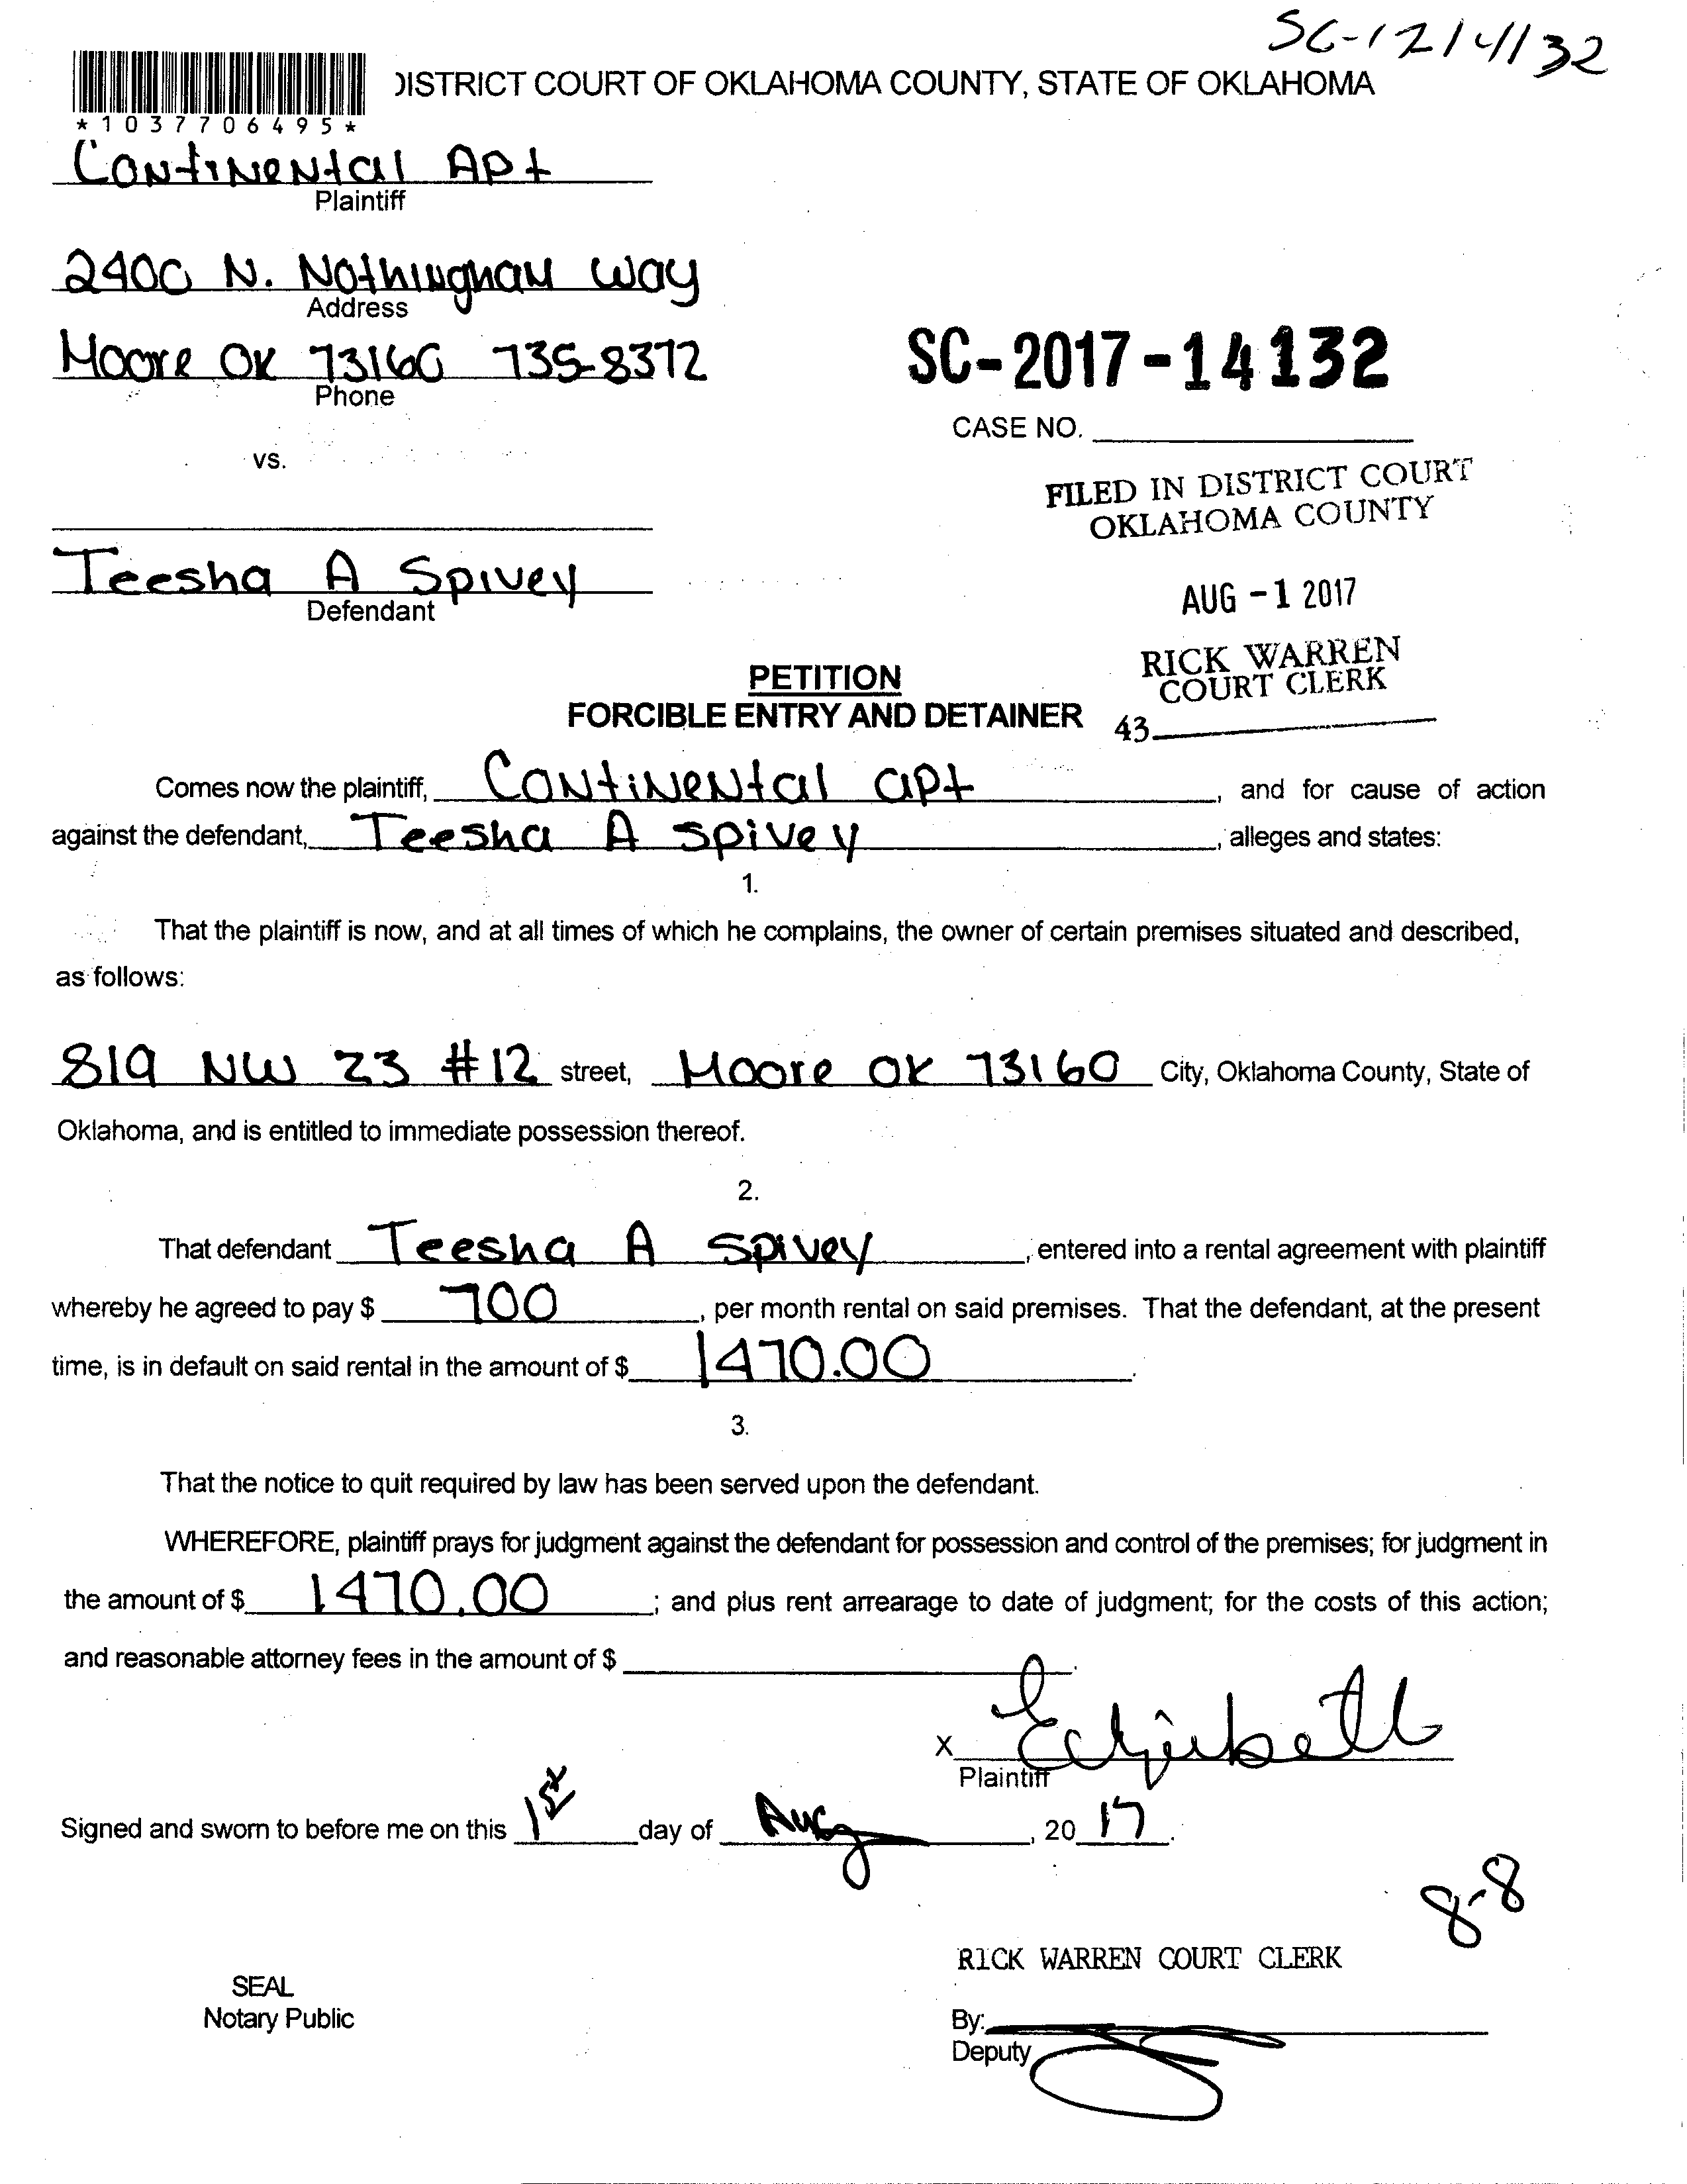 SC-17 14132
DISTRICT COURT OF OKLAHOMA COUNTY, STATE OF OKLAHOMA
*1037706495*
Continental Apt
Plaintiff
2400 N. Nothingham Way
Address
Moore OK 73160 735-8372
Phone
SC-2017-14132
CASE NO.
vs.
FILED IN DISTRICT COURT
OKLAHOMA COUNTY
Teesha A Spivey
Defendant
AUG -1 2017
RICK WARREN
COURT CLERK
43
PETITION
FORCIBLE ENTRY AND DETAINER
Comes now the plaintiff, Continental apt, and for cause of action
against the defendant, Teesha A spivey, alleges and states:
1.
That the plaintiff is now, and at all times of which he complains, the owner of certain premises situated and described,
as follows:
819 NW 23 #12 street, Moore OK 73160 City, Oklahoma County, State of
Oklahoma, and is entitled to immediate possession thereof.
2.
That defendant Teesha A spivey, entered into a rental agreement with plaintiff
whereby he agreed to pay $ 700, per month rental on said premises. That the defendant, at the present
time, is in default on said rental in the amount of $ 1470.00.
3.
That the notice to quit required by law has been served upon the defendant.
WHEREFORE, plaintiff prays for judgment against the defendant for possession and control of the premises; for judgment in
the amount of $ 1470.00; and plus rent arrearage to date of judgment; for the costs of this action;
and reasonable attorney fees in the amount of $ .
X
Plaintiff
Signed and sworn to before me on this 1st day of Aug, 20 17.
8-8
RICK WARREN COURT CLERK
SEAL
Notary Public
By:
Deputy